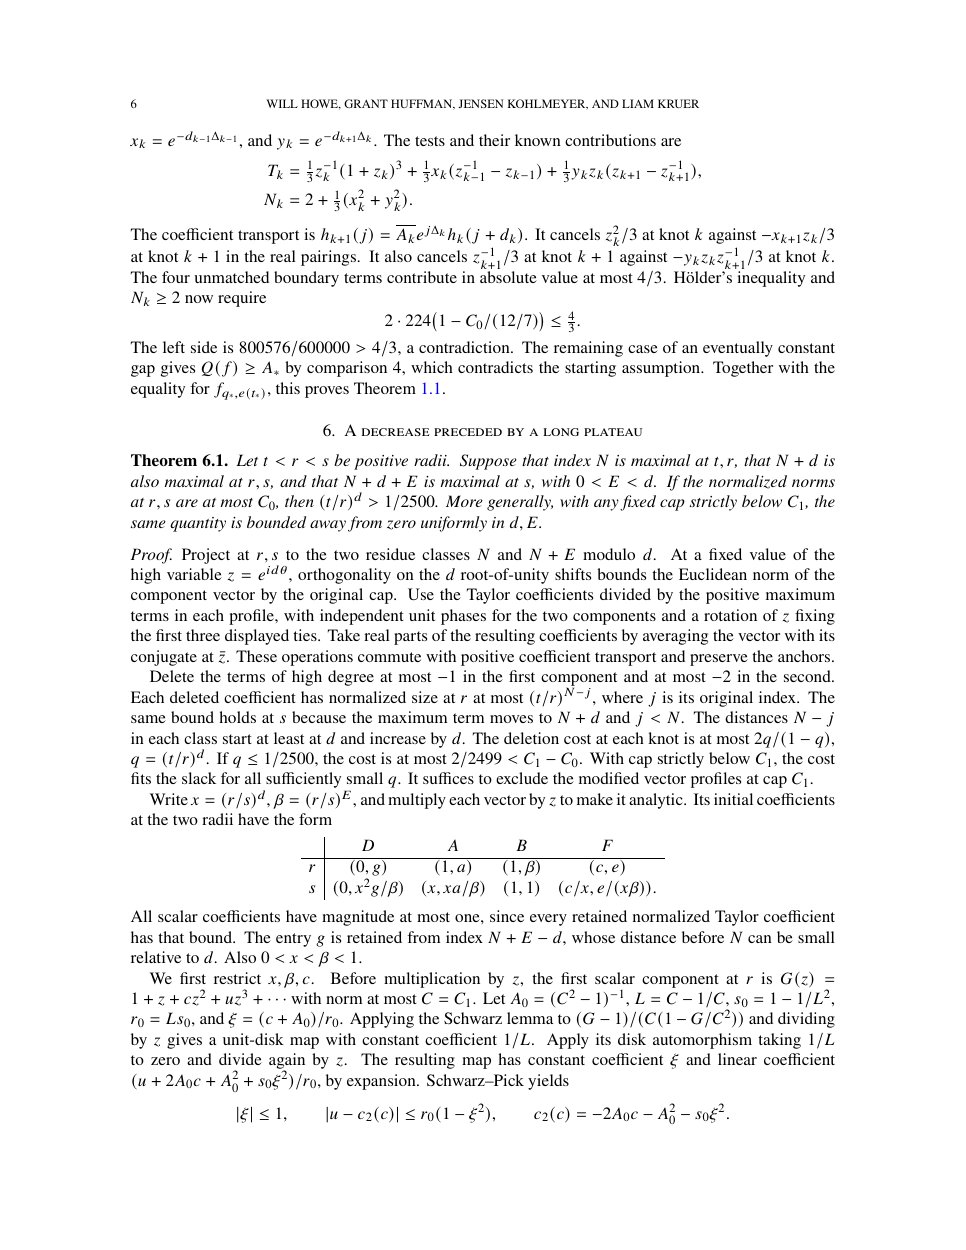 6 WILL HOWE, GRANT HUFFMAN, JENSEN KOHLMEYER, AND LIAM KRUER
x_k = e^{−d_{k−1}Δ_{k−1}}, and y_k = e^{−d_{k+1}Δ_k}. The tests and their known contributions are
T_k = 1/3 z_k^{−1}(1 + z_k)^3 + 1/3 x_k(z_{k−1}^{−1} − z_{k−1}) + 1/3 y_k z_k(z_{k+1} − z_{k+1}^{−1}),
N_k = 2 + 1/3 (x_k^2 + y_k^2).
The coefficient transport is h_{k+1}(j) = \overline{A_k}e^{jΔ_k}h_k(j + d_k). It cancels z_k^2/3 at knot k against −x_{k+1}z_k/3
at knot k + 1 in the real pairings. It also cancels z_{k+1}^{−1}/3 at knot k + 1 against −y_k z_k z_{k+1}^{−1}/3 at knot k.
The four unmatched boundary terms contribute in absolute value at most 4/3. Hölder's inequality and
N_k ≥ 2 now require
2 · 224(1 − C_0/(12/7)) ≤ 4/3.
The left side is 800576/600000 > 4/3, a contradiction. The remaining case of an eventually constant
gap gives Q(f) ≥ A_* by comparison 4, which contradicts the starting assumption. Together with the
equality for f_{q_*,e(t_*)}, this proves Theorem 1.1.
6. A DECREASE PRECEDED BY A LONG PLATEAU
Theorem 6.1. Let t < r < s be positive radii. Suppose that index N is maximal at t, r, that N + d is
also maximal at r, s, and that N + d + E is maximal at s, with 0 < E < d. If the normalized norms
at r, s are at most C_0, then (t/r)^d > 1/2500. More generally, with any fixed cap strictly below C_1, the
same quantity is bounded away from zero uniformly in d, E.
Proof. Project at r, s to the two residue classes N and N + E modulo d. At a fixed value of the
high variable z = e^{idθ}, orthogonality on the d root-of-unity shifts bounds the Euclidean norm of the
component vector by the original cap. Use the Taylor coefficients divided by the positive maximum
terms in each profile, with independent unit phases for the two components and a rotation of z fixing
the first three displayed ties. Take real parts of the resulting coefficients by averaging the vector with its
conjugate at z̄. These operations commute with positive coefficient transport and preserve the anchors.
Delete the terms of high degree at most −1 in the first component and at most −2 in the second.
Each deleted coefficient has normalized size at r at most (t/r)^{N−j}, where j is its original index. The
same bound holds at s because the maximum term moves to N + d and j < N. The distances N − j
in each class start at least at d and increase by d. The deletion cost at each knot is at most 2q/(1 − q),
q = (t/r)^d. If q ≤ 1/2500, the cost is at most 2/2499 < C_1 − C_0. With cap strictly below C_1, the cost
fits the slack for all sufficiently small q. It suffices to exclude the modified vector profiles at cap C_1.
Write x = (r/s)^d, β = (r/s)^E, and multiply each vector by z to make it analytic. Its initial coefficients
at the two radii have the form
D A B F
r (0, g) (1, a) (1, β) (c, e)
s (0, x^2g/β) (x, xa/β) (1, 1) (c/x, e/(xβ)).
All scalar coefficients have magnitude at most one, since every retained normalized Taylor coefficient
has that bound. The entry g is retained from index N + E − d, whose distance before N can be small
relative to d. Also 0 < x < β < 1.
We first restrict x, β, c. Before multiplication by z, the first scalar component at r is G(z) =
1 + z + cz^2 + uz^3 + · · · with norm at most C = C_1. Let A_0 = (C^2 − 1)^{−1}, L = C − 1/C, s_0 = 1 − 1/L^2,
r_0 = Ls_0, and ξ = (c + A_0)/r_0. Applying the Schwarz lemma to (G − 1)/(C(1 − G/C^2)) and dividing
by z gives a unit-disk map with constant coefficient 1/L. Apply its disk automorphism taking 1/L
to zero and divide again by z. The resulting map has constant coefficient ξ and linear coefficient
(u + 2A_0c + A_0^2 + s_0ξ^2)/r_0, by expansion. Schwarz–Pick yields
|ξ| ≤ 1, |u − c_2(c)| ≤ r_0(1 − ξ^2), c_2(c) = −2A_0c − A_0^2 − s_0ξ^2.